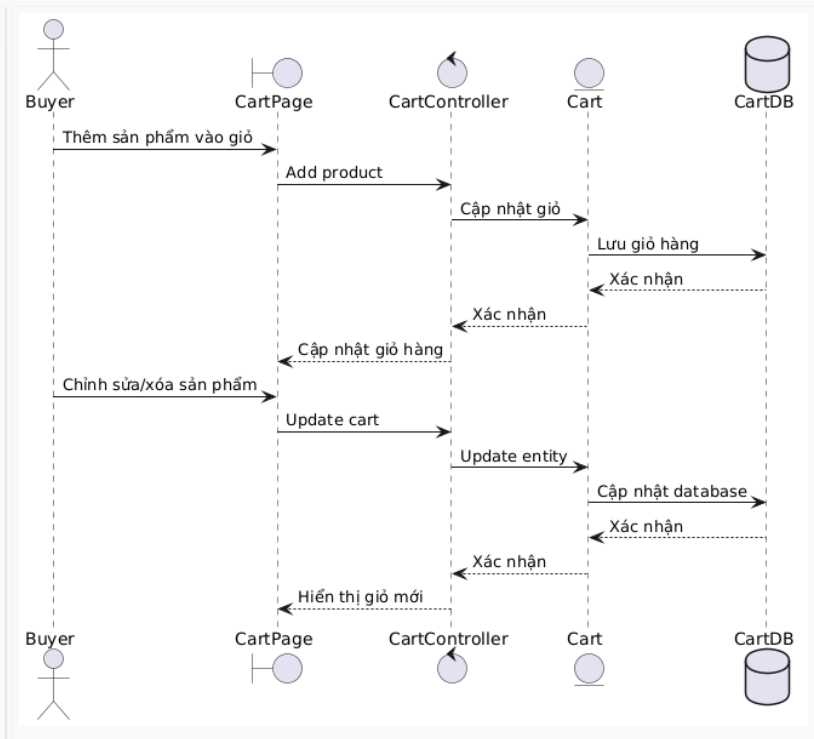 Buyer CartPage CartController Cart CartDB
Thêm sản phẩm vào giỏ
Add product
Cập nhật giỏ
Lưu giỏ hàng
Xác nhận
Xác nhận
Cập nhật giỏ hàng
Chỉnh sửa/xóa sản phẩm
Update cart
Update entity
Cập nhật database
Xác nhận
Xác nhận
Hiển thị giỏ mới
Buyer CartPage CartController Cart CartDB